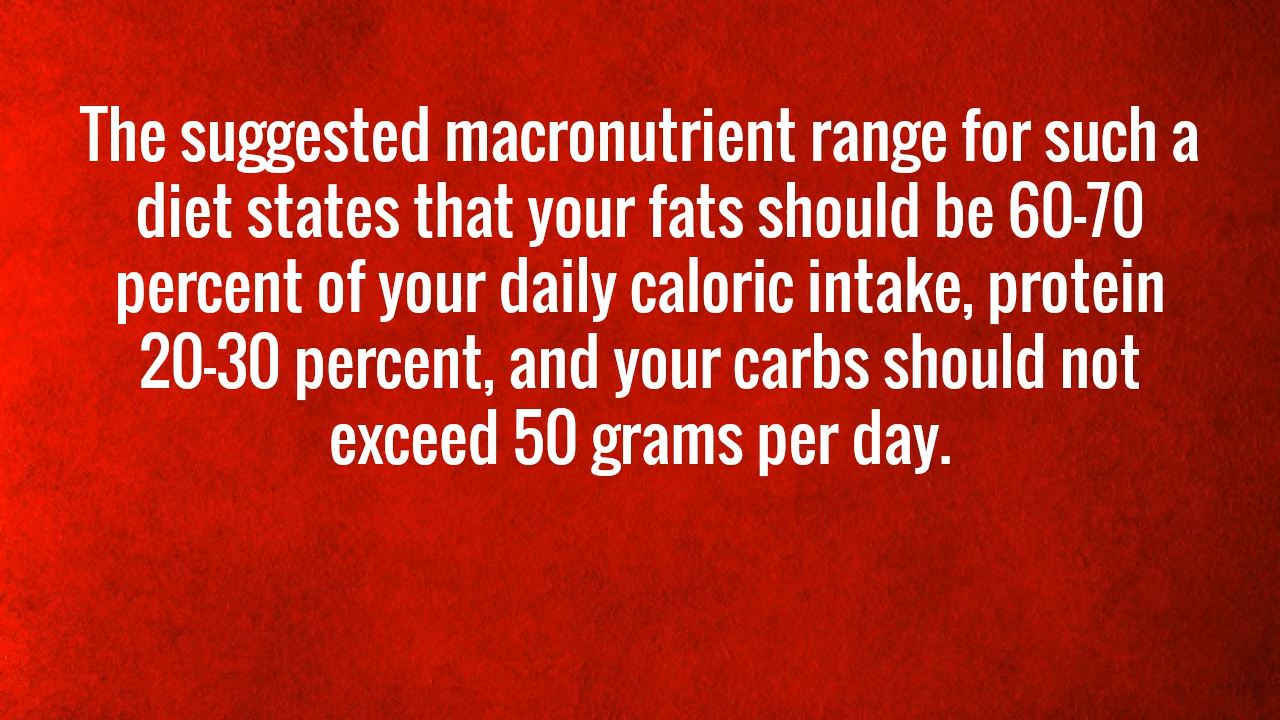 The suggested macronutrient range for such a
diet states that your fats should be 60-70
percent of your daily caloric intake, protein
20-30 percent, and your carbs should not
exceed 50 grams per day.